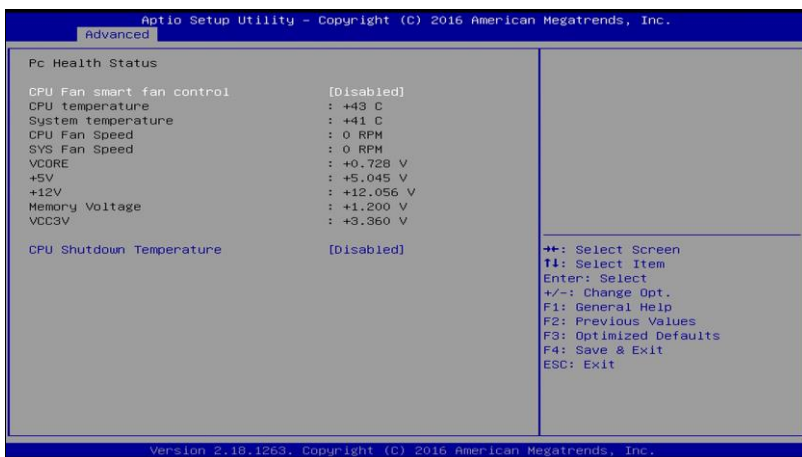 Aptio Setup Utility – Copyright (C) 2016 American Megatrends, Inc.
Advanced
Pc Health Status
CPU Fan smart fan control [Disabled]
CPU temperature : +43 C
System temperature : +41 C
CPU Fan Speed : 0 RPM
SYS Fan Speed : 0 RPM
VCORE : +0.728 V
+5V : +5.045 V
+12V : +12.056 V
Memory Voltage : +1.200 V
VCC3V : +3.360 V
CPU Shutdown Temperature [Disabled]
→←: Select Screen
↑↓: Select Item
Enter: Select
+/-: Change Opt.
F1: General Help
F2: Previous Values
F3: Optimized Defaults
F4: Save & Exit
ESC: Exit
Version 2.18.1263. Copyright (C) 2016 American Megatrends, Inc.